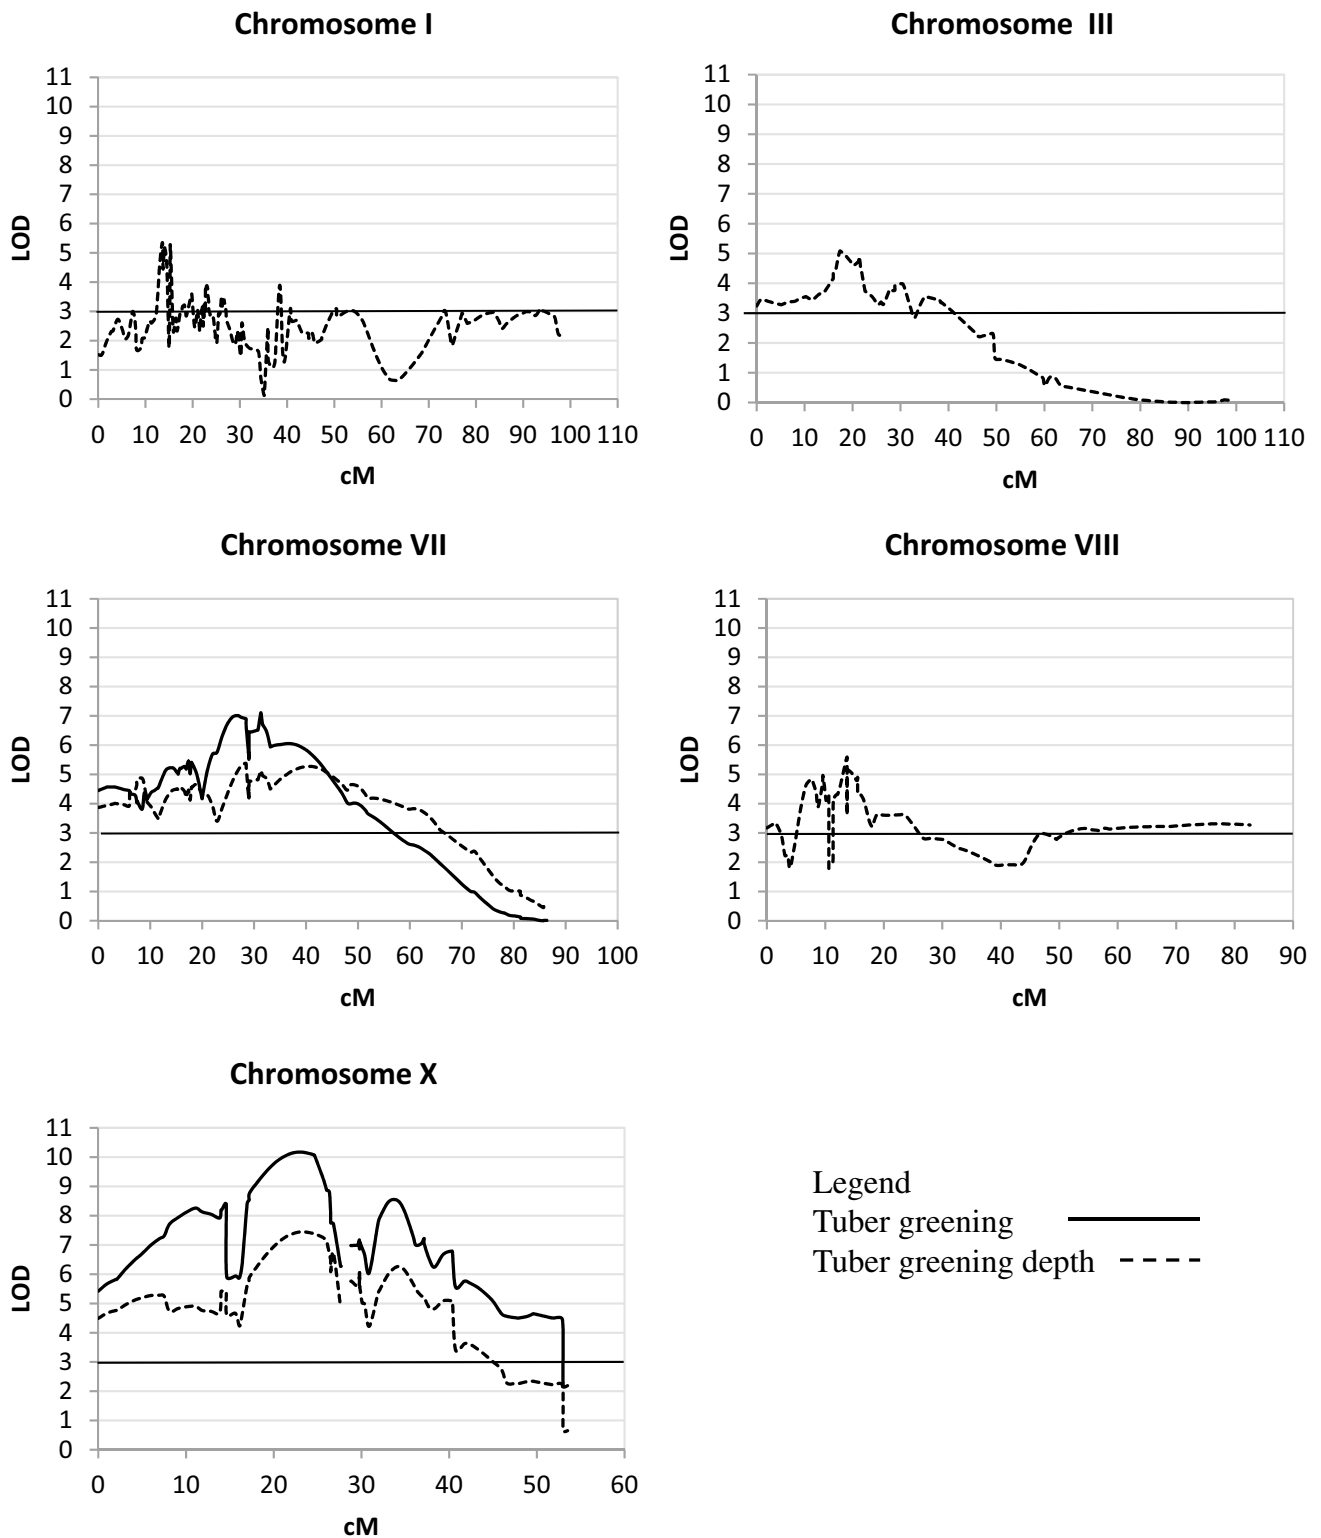 Chromosome I
11
10
9
8
7
6
5
4
3
2
1
0
LOD
0 10 20 30 40 50 60 70 80 90 100 110
cM
Chromosome III
11
10
9
8
7
6
5
4
3
2
1
0
LOD
0 10 20 30 40 50 60 70 80 90 100 110
cM
Chromosome VII
11
10
9
8
7
6
5
4
3
2
1
0
LOD
0 10 20 30 40 50 60 70 80 90 100
cM
Chromosome VIII
11
10
9
8
7
6
5
4
3
2
1
0
LOD
0 10 20 30 40 50 60 70 80 90
cM
Chromosome X
11
10
9
8
7
6
5
4
3
2
1
0
LOD
0 10 20 30 40 50 60
cM
Legend
Tuber greening
Tuber greening depth